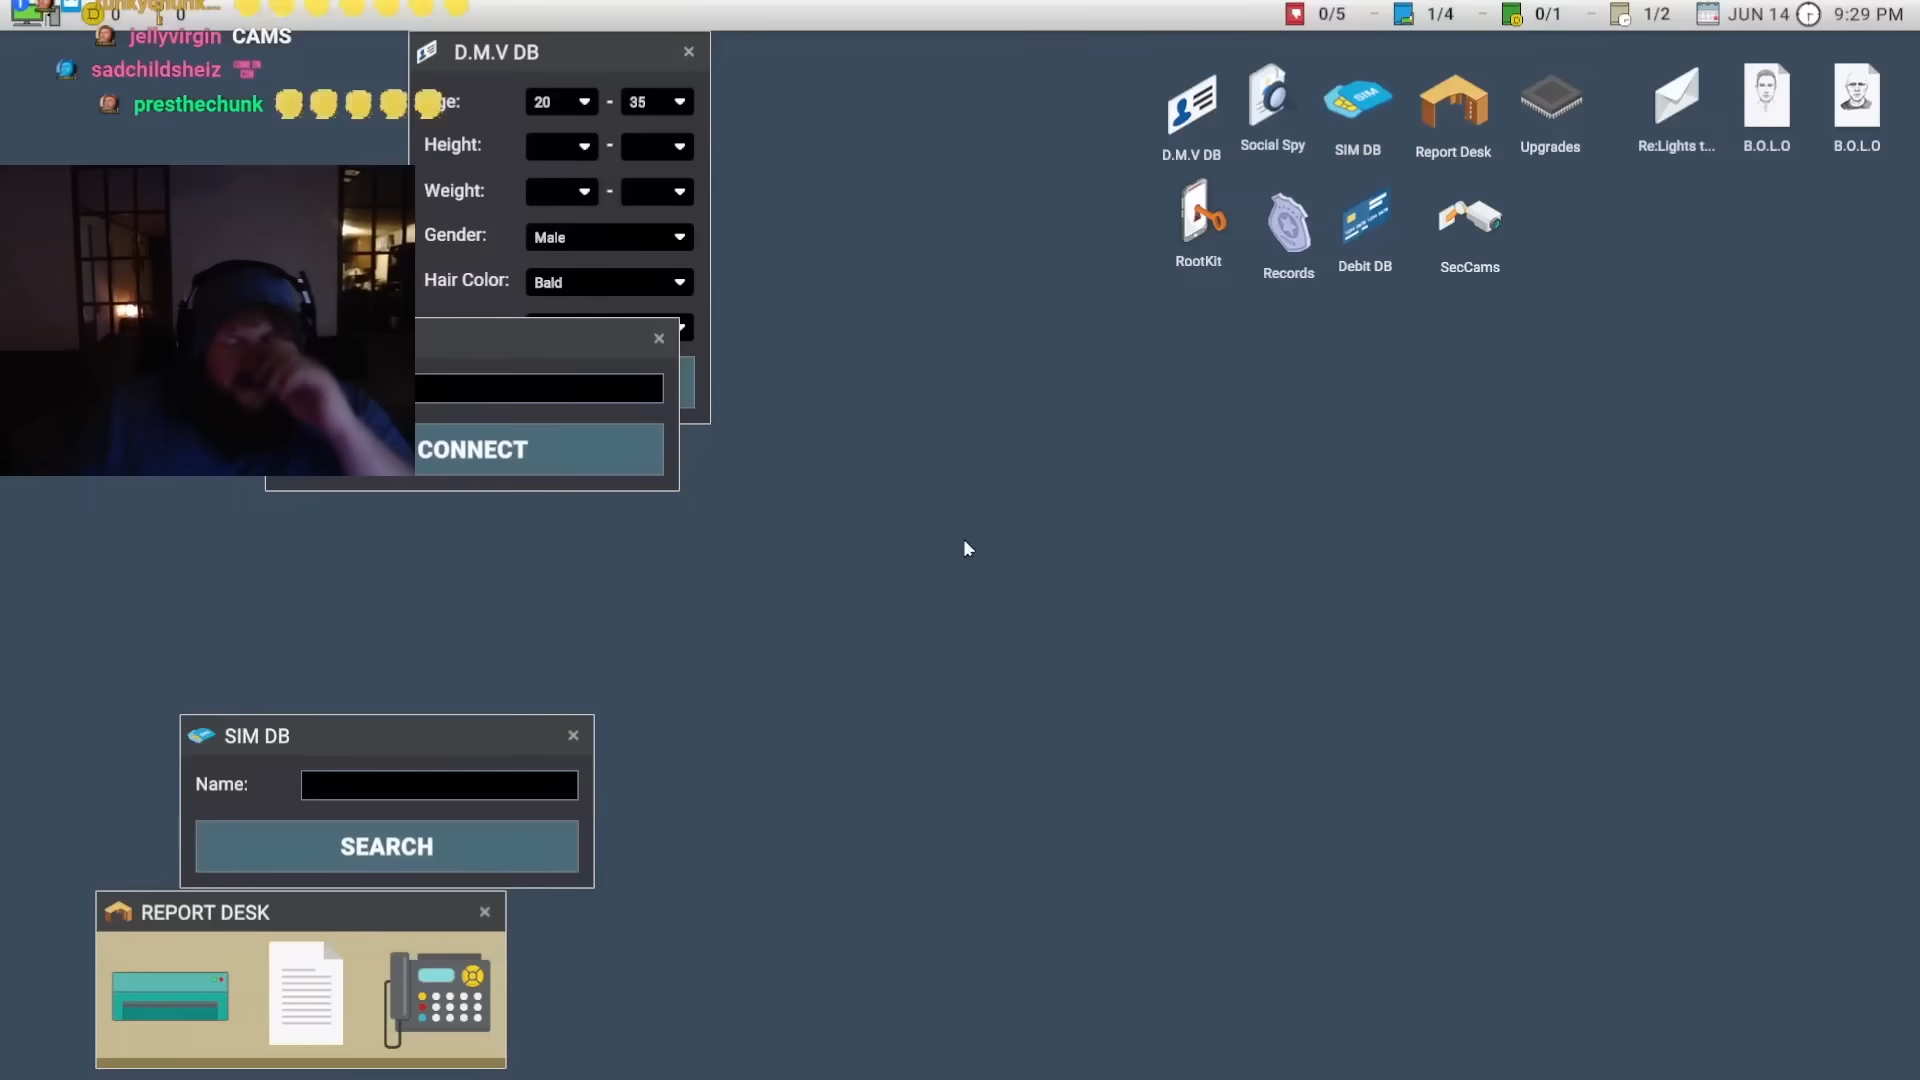 0 0
0/5 - 1/4 - 0/1 - 1/2 JUN 14 9:29 PM
jellyvirgin CAMS
sadchildsheiz
presthechunk
D.M.V DB
20 - 35
Height: -
Weight: -
Gender: Male
Hair Color: Bald
CONNECT
D.M.V DB
Social Spy
SIM DB
Report Desk
Upgrades
Re:Lights t...
B.O.L.O
B.O.L.O
RootKit
Records
Debit DB
SecCams
SIM DB
Name:
SEARCH
REPORT DESK